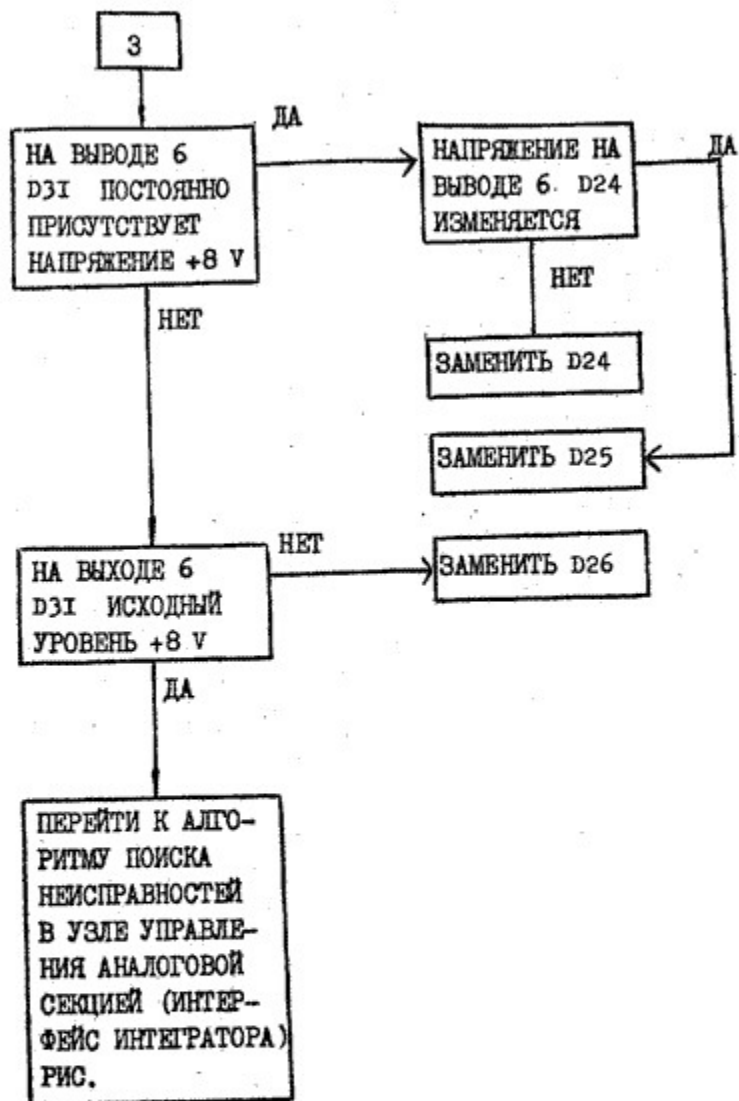 3
ДА
НА ВЫВОДЕ 6
D3I ПОСТОЯННО
ПРИСУТСТВУЕТ
НАПРЯЖЕНИЕ +8 V
НАПРЯЖЕНИЕ НА
ВЫВОДЕ 6. D24
ИЗМЕНЯЕТСЯ
ДА
НЕТ
НЕТ
ЗАМЕНИТЬ D24
ЗАМЕНИТЬ D25
НА ВЫХОДЕ 6
D3I ИСХОДНЫЙ
УРОВЕНЬ +8 V
НЕТ
ЗАМЕНИТЬ D26
ДА
ПЕРЕЙТИ К АЛГО-
РИТМУ ПОИСКА
НЕИСПРАВНОСТЕЙ
В УЗЛЕ УПРАВЛЕ-
НИЯ АНАЛОГОВОЙ
СЕКЦИЕЙ (ИНТЕР-
ФЕЙС ИНТЕГРАТОРА)
РИС.